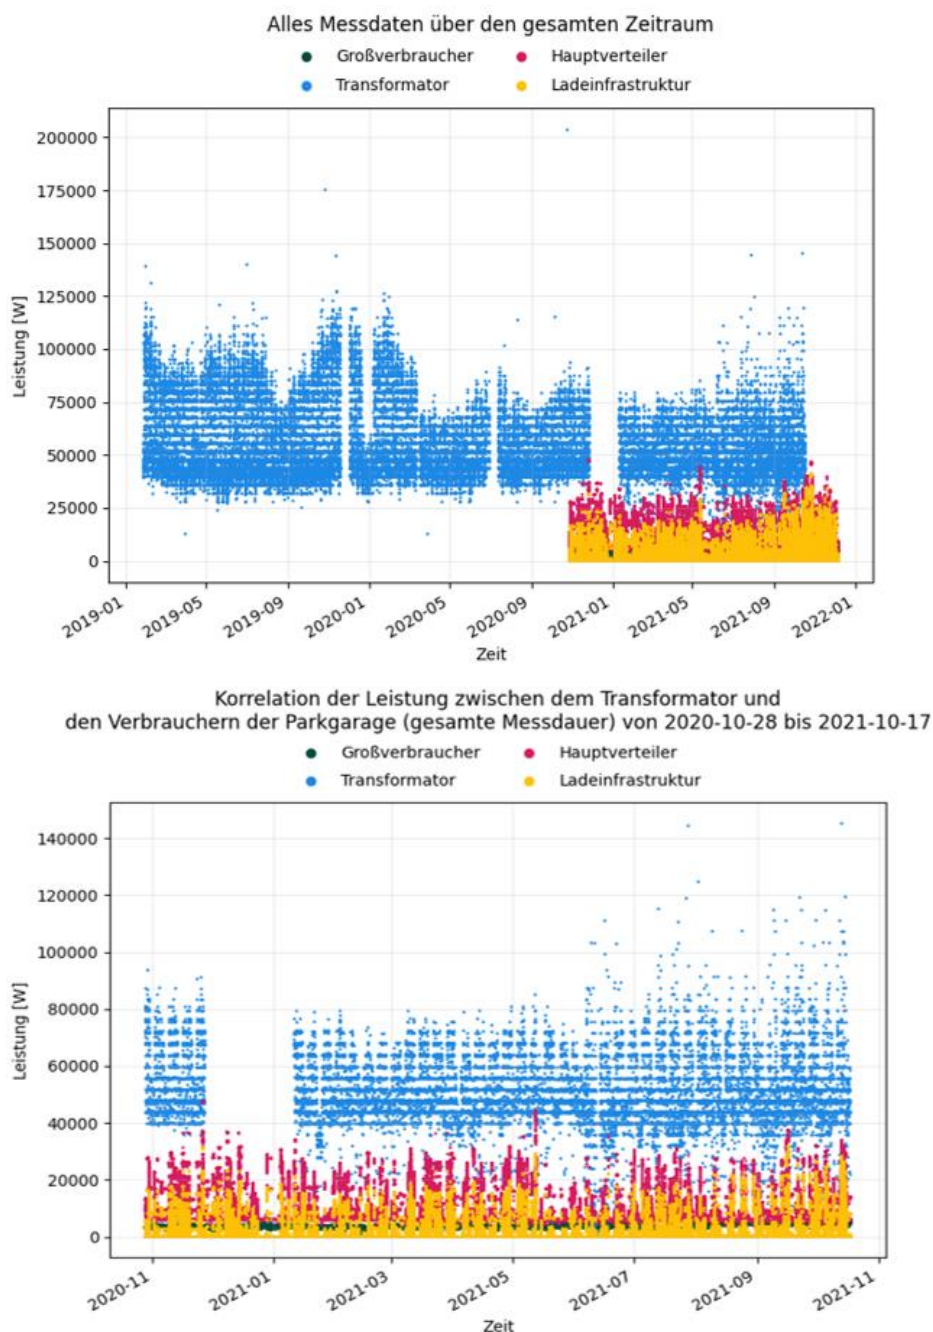 Alles Messdaten über den gesamten Zeitraum
Großverbraucher Hauptverteiler
Transformator Ladeinfrastruktur
200000
175000
150000
125000
100000
75000
50000
25000
0
Leistung [W]
2019-01 2019-05 2019-09 2020-01 2020-05 2020-09 2021-01 2021-05 2021-09 2022-01
Zeit
Korrelation der Leistung zwischen dem Transformator und
den Verbrauchern der Parkgarage (gesamte Messdauer) von 2020-10-28 bis 2021-10-17
Großverbraucher Hauptverteiler
Transformator Ladeinfrastruktur
140000
120000
100000
80000
60000
40000
20000
0
Leistung [W]
2020-11 2021-01 2021-03 2021-05 2021-07 2021-09 2021-11
Zeit